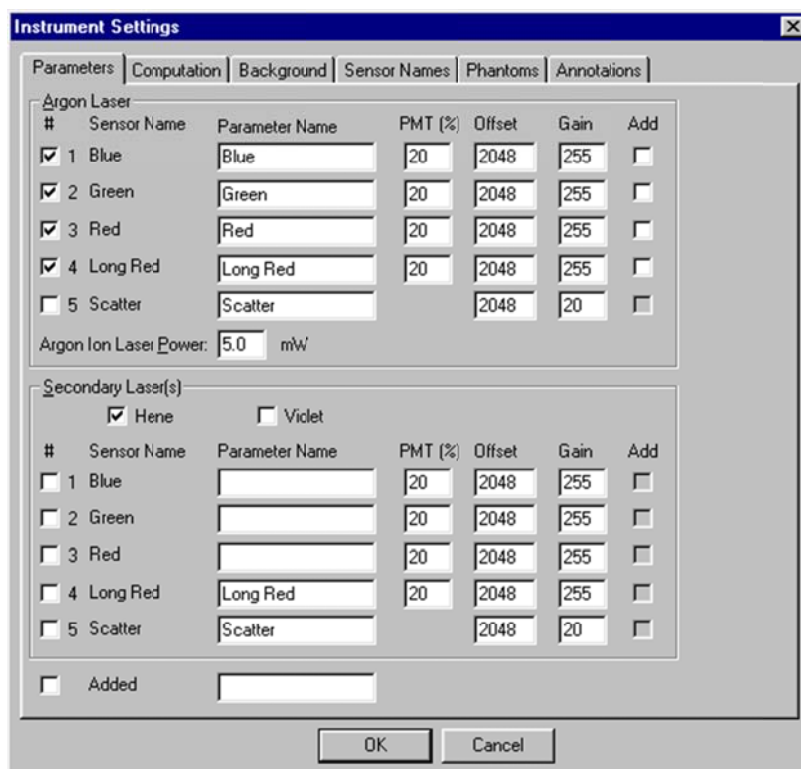 Instrument Settings
Parameters Computation Background Sensor Names Phantoms Annotaions
Argon Laser
# Sensor Name Parameter Name PMT (%) Offset Gain Add
1 Blue Blue 20 2048 255
2 Green Green 20 2048 255
3 Red Red 20 2048 255
4 Long Red Long Red 20 2048 255
5 Scatter Scatter 2048 20
Argon Ion Laser Power: 5.0 mW
Secondary Laser(s)
Hene Violet
# Sensor Name Parameter Name PMT (%) Offset Gain Add
1 Blue 20 2048 255
2 Green 20 2048 255
3 Red 20 2048 255
4 Long Red Long Red 20 2048 255
5 Scatter Scatter 2048 20
Added
OK Cancel